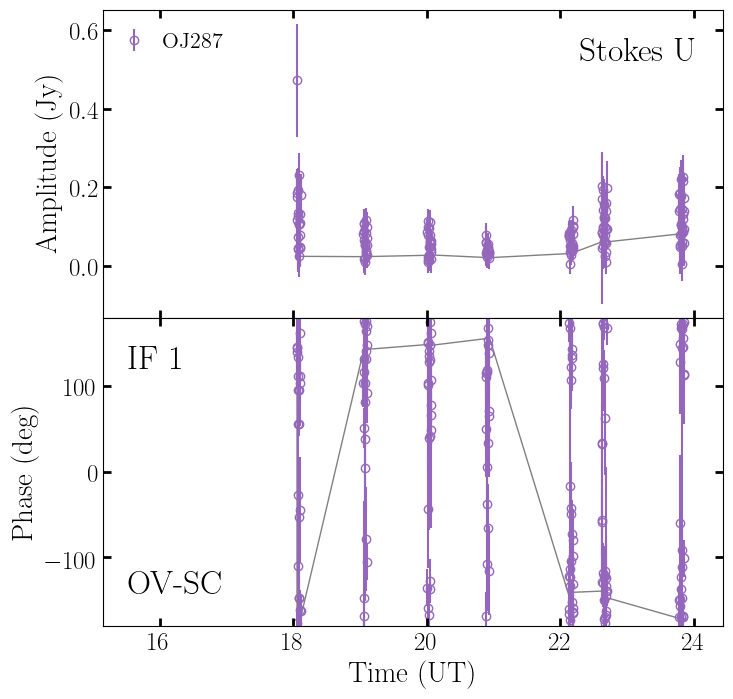 OJ287
Stokes U
0.6
0.4
0.2
0.0
Amplitude (Jy)
IF 1
100
0
−100
Phase (deg)
OV-SC
16 18 20 22 24
Time (UT)